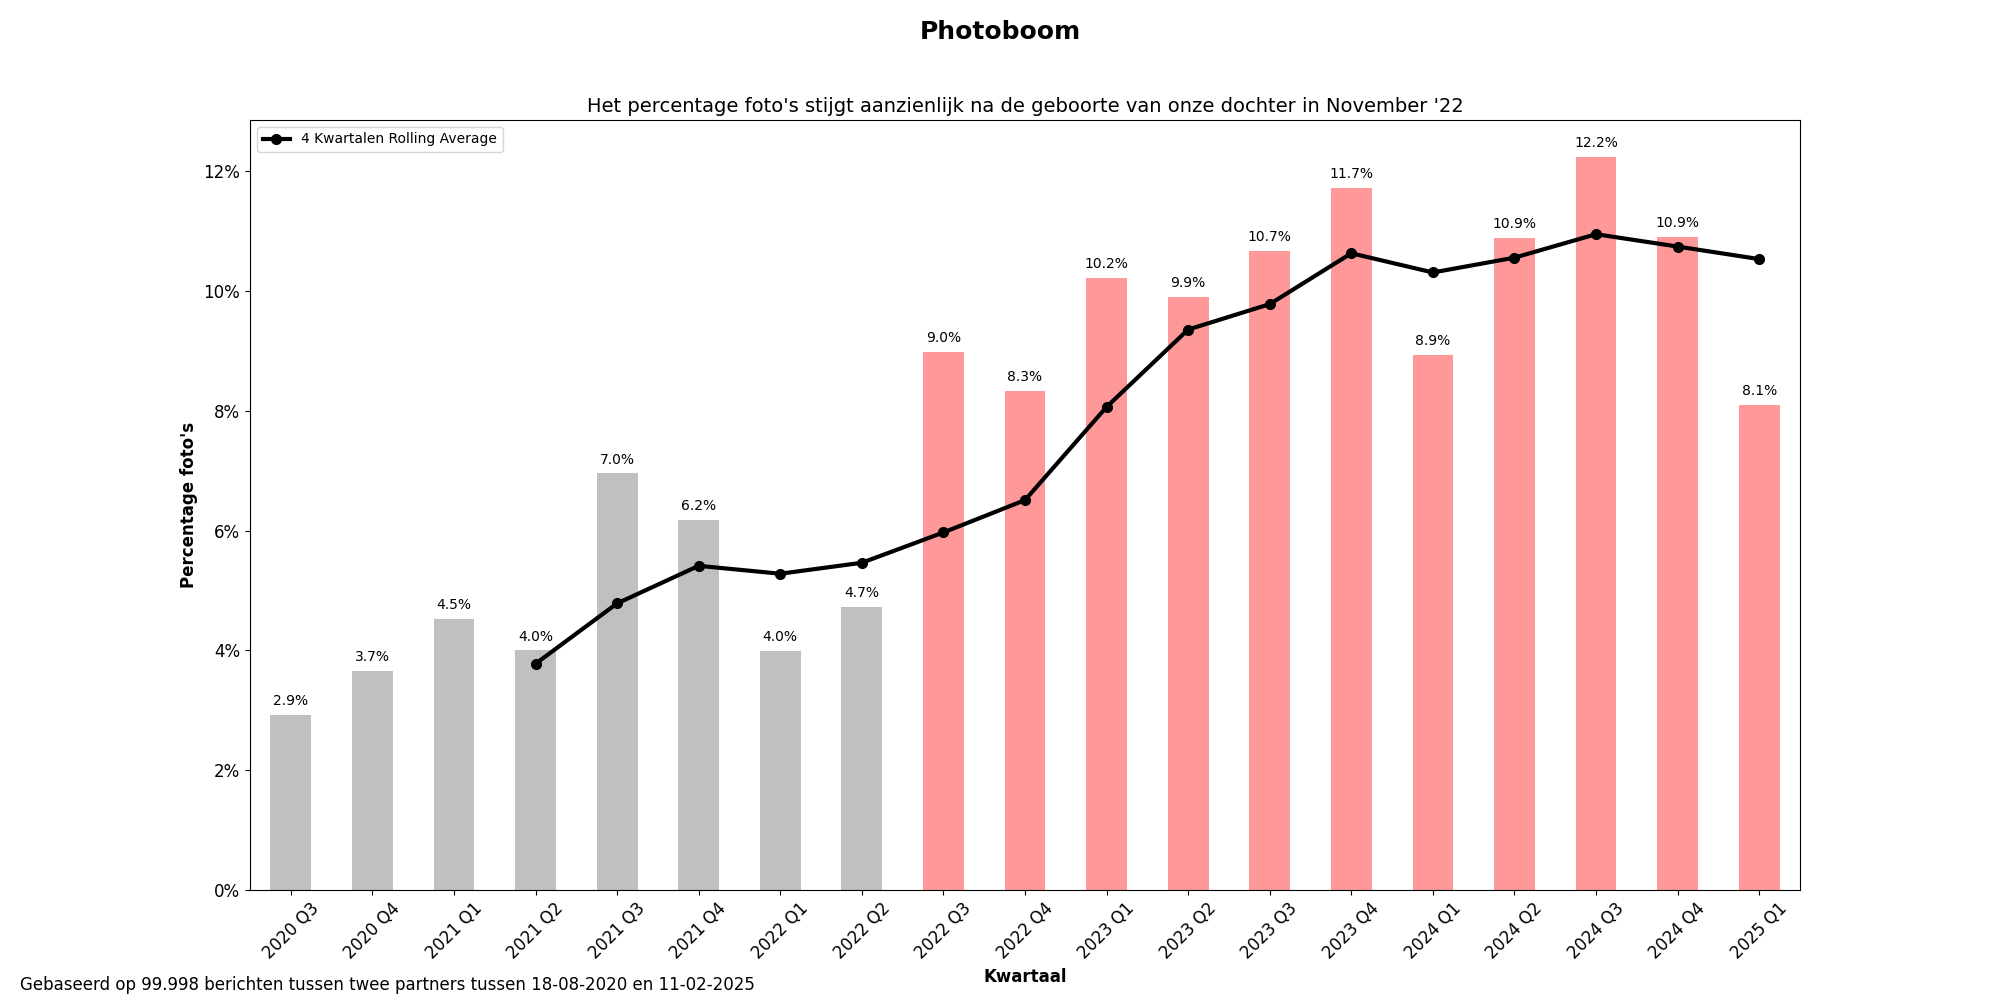 Photoboom
Het percentage foto's stijgt aanzienlijk na de geboorte van onze dochter in November '22
4 Kwartalen Rolling Average
Percentage foto's
12%
10%
8%
6%
4%
2%
0%
2.9%
3.7%
4.5%
4.0%
7.0%
6.2%
4.0%
4.7%
9.0%
8.3%
10.2%
9.9%
10.7%
11.7%
8.9%
10.9%
12.2%
10.9%
8.1%
2020 Q3
2020 Q4
2021 Q1
2021 Q2
2021 Q3
2021 Q4
2022 Q1
2022 Q2
2022 Q3
2022 Q4
2023 Q1
2023 Q2
2023 Q3
2023 Q4
2024 Q1
2024 Q2
2024 Q3
2024 Q4
2025 Q1
Kwartaal
Gebaseerd op 99.998 berichten tussen twee partners tussen 18-08-2020 en 11-02-2025